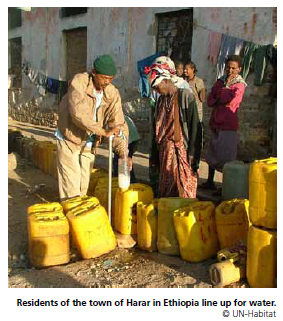 Residents of the town of Harar in Ethiopia line up for water.
© UN-Habitat